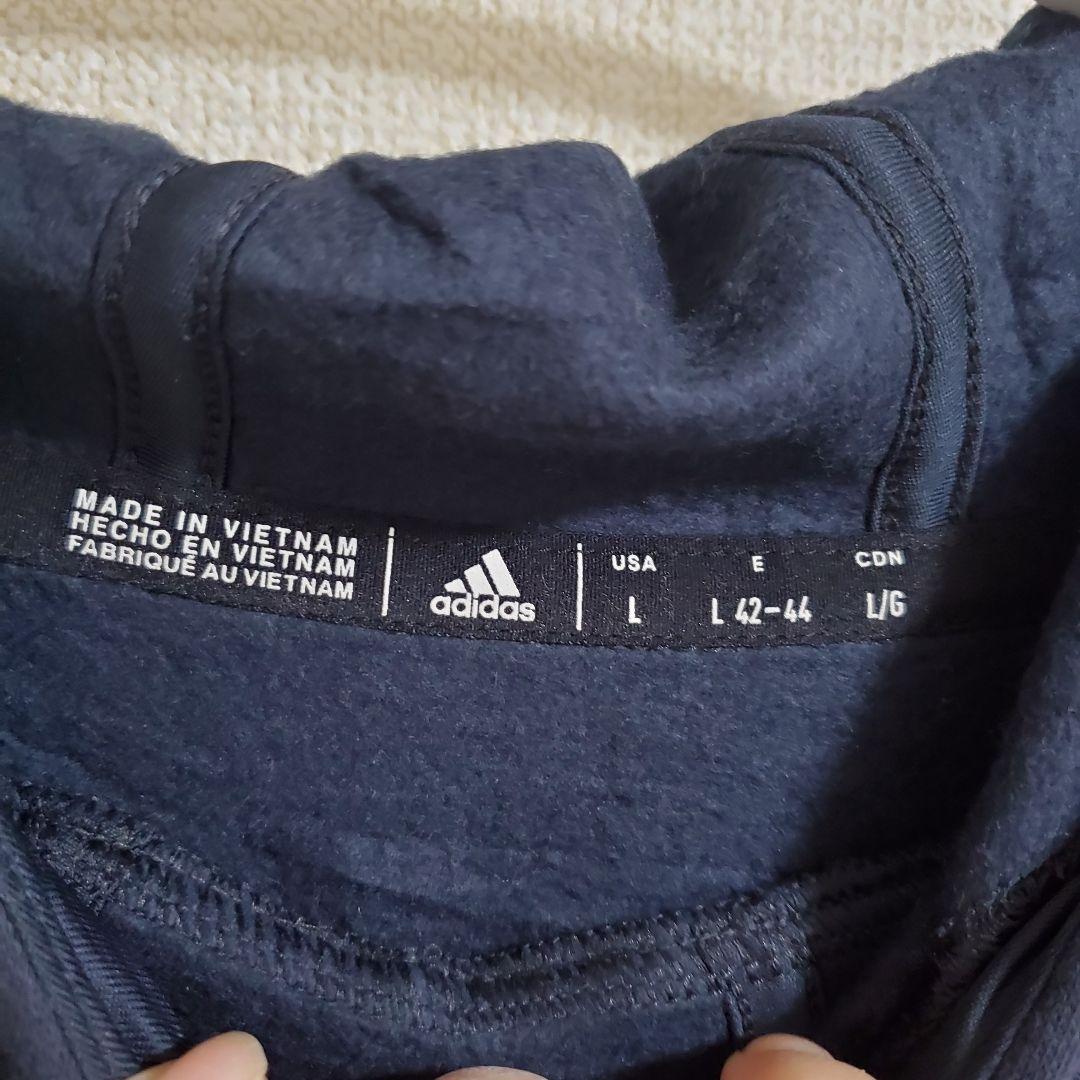 MADE IN VIETNAM
HECHO EN VIETNAM
FABRIQUÉ AU VIETNAM
adidas
USA E CDN
L L 42-44 L/G